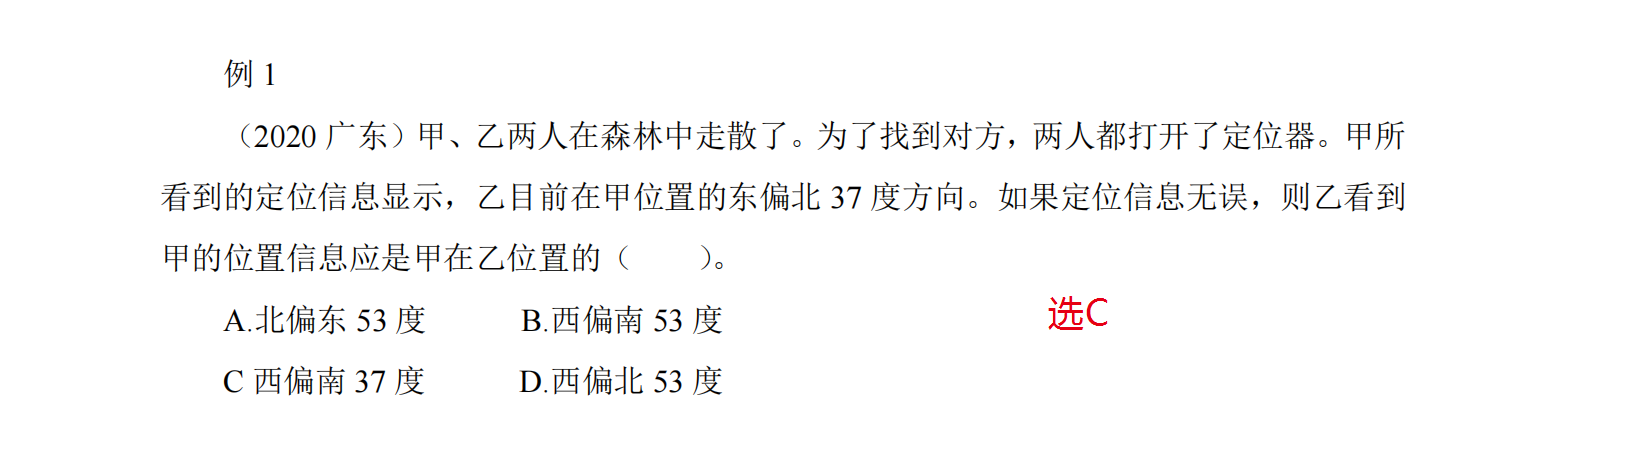 例 1
（2020 广东）甲、乙两人在森林中走散了。为了找到对方，两人都打开了定位器。甲所
看到的定位信息显示，乙目前在甲位置的东偏北 37 度方向。如果定位信息无误，则乙看到
甲的位置信息应是甲在乙位置的（　　）。
A.北偏东 53 度　　B.西偏南 53 度
选C
C 西偏南 37 度　　D.西偏北 53 度